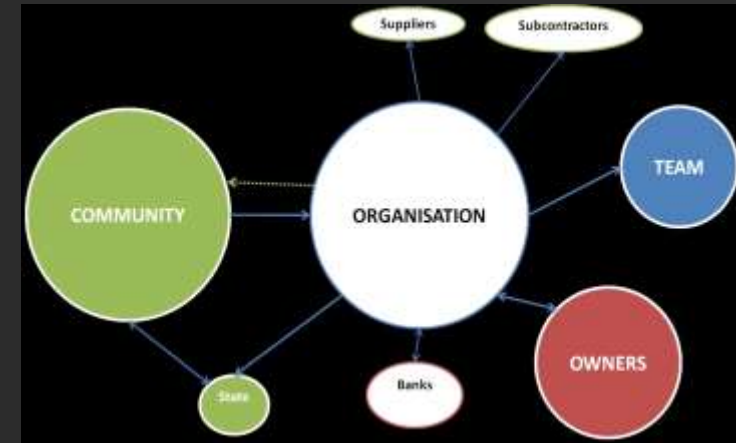 Suppliers
Subcontractors
TEAM
COMMUNITY
ORGANISATION
OWNERS
Banks
State